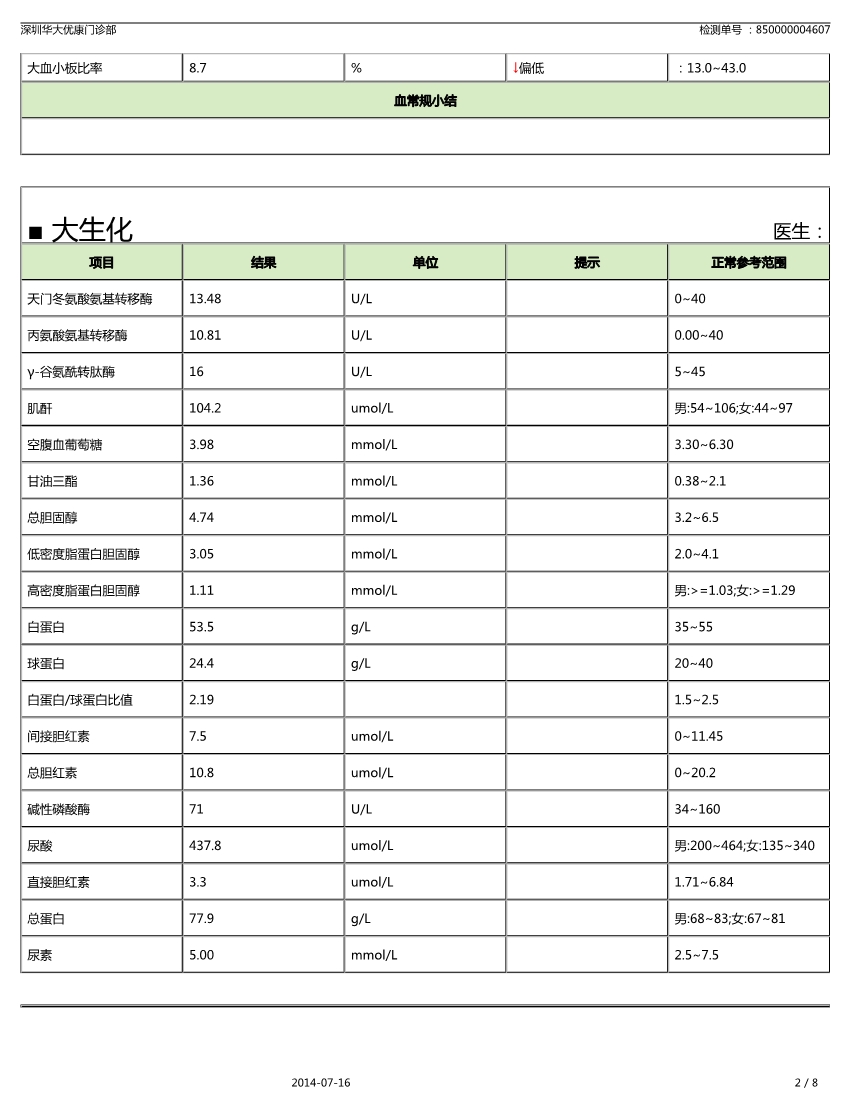 深圳华大优康门诊部 检测单号 ：850000004607
大血小板比率 8.7 % ↓偏低 ：13.0~43.0
血常规小结
■ 大生化 医生：
项目 结果 单位 提示 正常参考范围
天门冬氨酸氨基转移酶 13.48 U/L 0~40
丙氨酸氨基转移酶 10.81 U/L 0.00~40
γ-谷氨酰转肽酶 16 U/L 5~45
肌酐 104.2 umol/L 男:54~106;女:44~97
空腹血葡萄糖 3.98 mmol/L 3.30~6.30
甘油三酯 1.36 mmol/L 0.38~2.1
总胆固醇 4.74 mmol/L 3.2~6.5
低密度脂蛋白胆固醇 3.05 mmol/L 2.0~4.1
高密度脂蛋白胆固醇 1.11 mmol/L 男:>=1.03;女:>=1.29
白蛋白 53.5 g/L 35~55
球蛋白 24.4 g/L 20~40
白蛋白/球蛋白比值 2.19 1.5~2.5
间接胆红素 7.5 umol/L 0~11.45
总胆红素 10.8 umol/L 0~20.2
碱性磷酸酶 71 U/L 34~160
尿酸 437.8 umol/L 男:200~464;女:135~340
直接胆红素 3.3 umol/L 1.71~6.84
总蛋白 77.9 g/L 男:68~83;女:67~81
尿素 5.00 mmol/L 2.5~7.5
2014-07-16 2 / 8